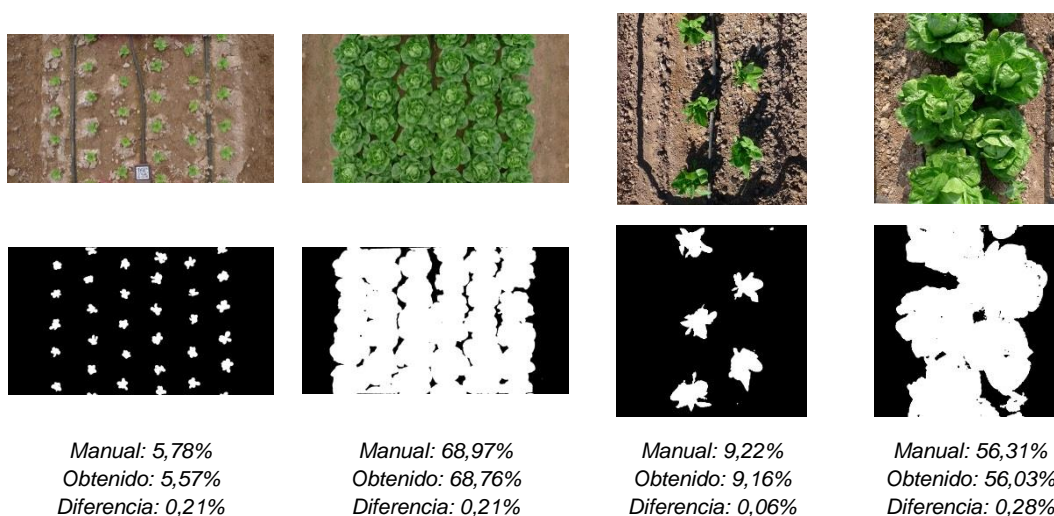 Manual: 5,78%
Obtenido: 5,57%
Diferencia: 0,21%
Manual: 68,97%
Obtenido: 68,76%
Diferencia: 0,21%
Manual: 9,22%
Obtenido: 9,16%
Diferencia: 0,06%
Manual: 56,31%
Obtenido: 56,03%
Diferencia: 0,28%